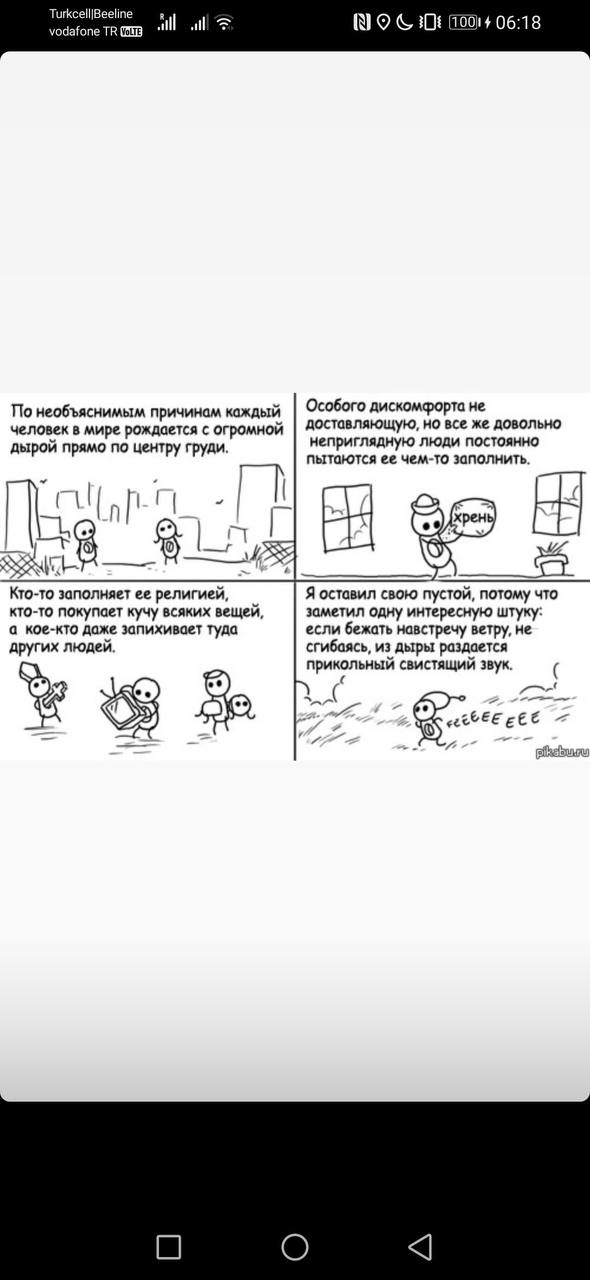 Turkcell|Beeline
vodafone TR VoLTE
R
100
06:18
По необъяснимым причинам каждый
человек в мире рождается с огромной
дырой прямо по центру груди.
Особого дискомфорта не
доставляющую, но все же довольно
неприглядную люди постоянно
пытаются ее чем-то заполнить.
хрень
Кто-то заполняет ее религией,
кто-то покупает кучу всяких вещей,
а кое-кто даже запихивает туда
других людей.
Я оставил свою пустой, потому что
заметил одну интересную штуку:
если бежать навстречу ветру, не
сгибаясь, из дыры раздается
прикольный свистящий звук.
pikabu.ru